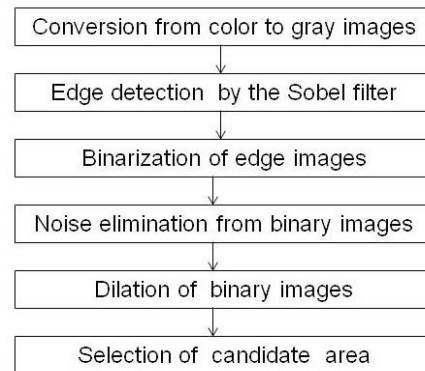 Conversion from color to gray images
Edge detection by the Sobel filter
Binarization of edge images
Noise elimination from binary images
Dilation of binary images
Selection of candidate area